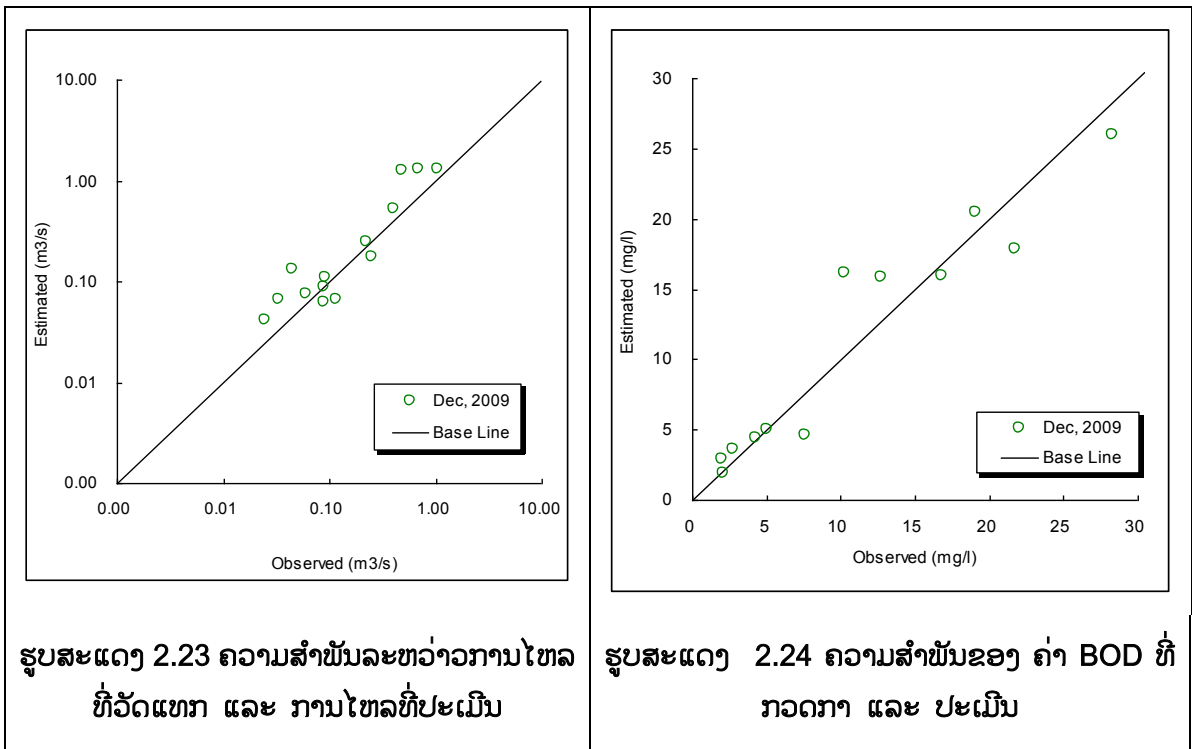 10.00
1.00
0.10
0.01
0.00
Estimated (m3/s)
Dec, 2009
Base Line
0.00 0.01 0.10 1.00 10.00
Observed (m3/s)
ຮູບສະແດງ 2.23 ຄວາມສຳພັນລະຫວ່າວການໄຫລ
ທີ່ວັດແທກ ແລະ ການໄຫລທີ່ປະເມີນ
30
25
20
15
10
5
0
Estimated (mg/l)
Dec, 2009
Base Line
0 5 10 15 20 25 30
Observed (mg/l)
ຮູບສະແດງ 2.24 ຄວາມສຳພັນຂອງ ຄ່າ BOD ທີ່
ກວດກາ ແລະ ປະເມີນ